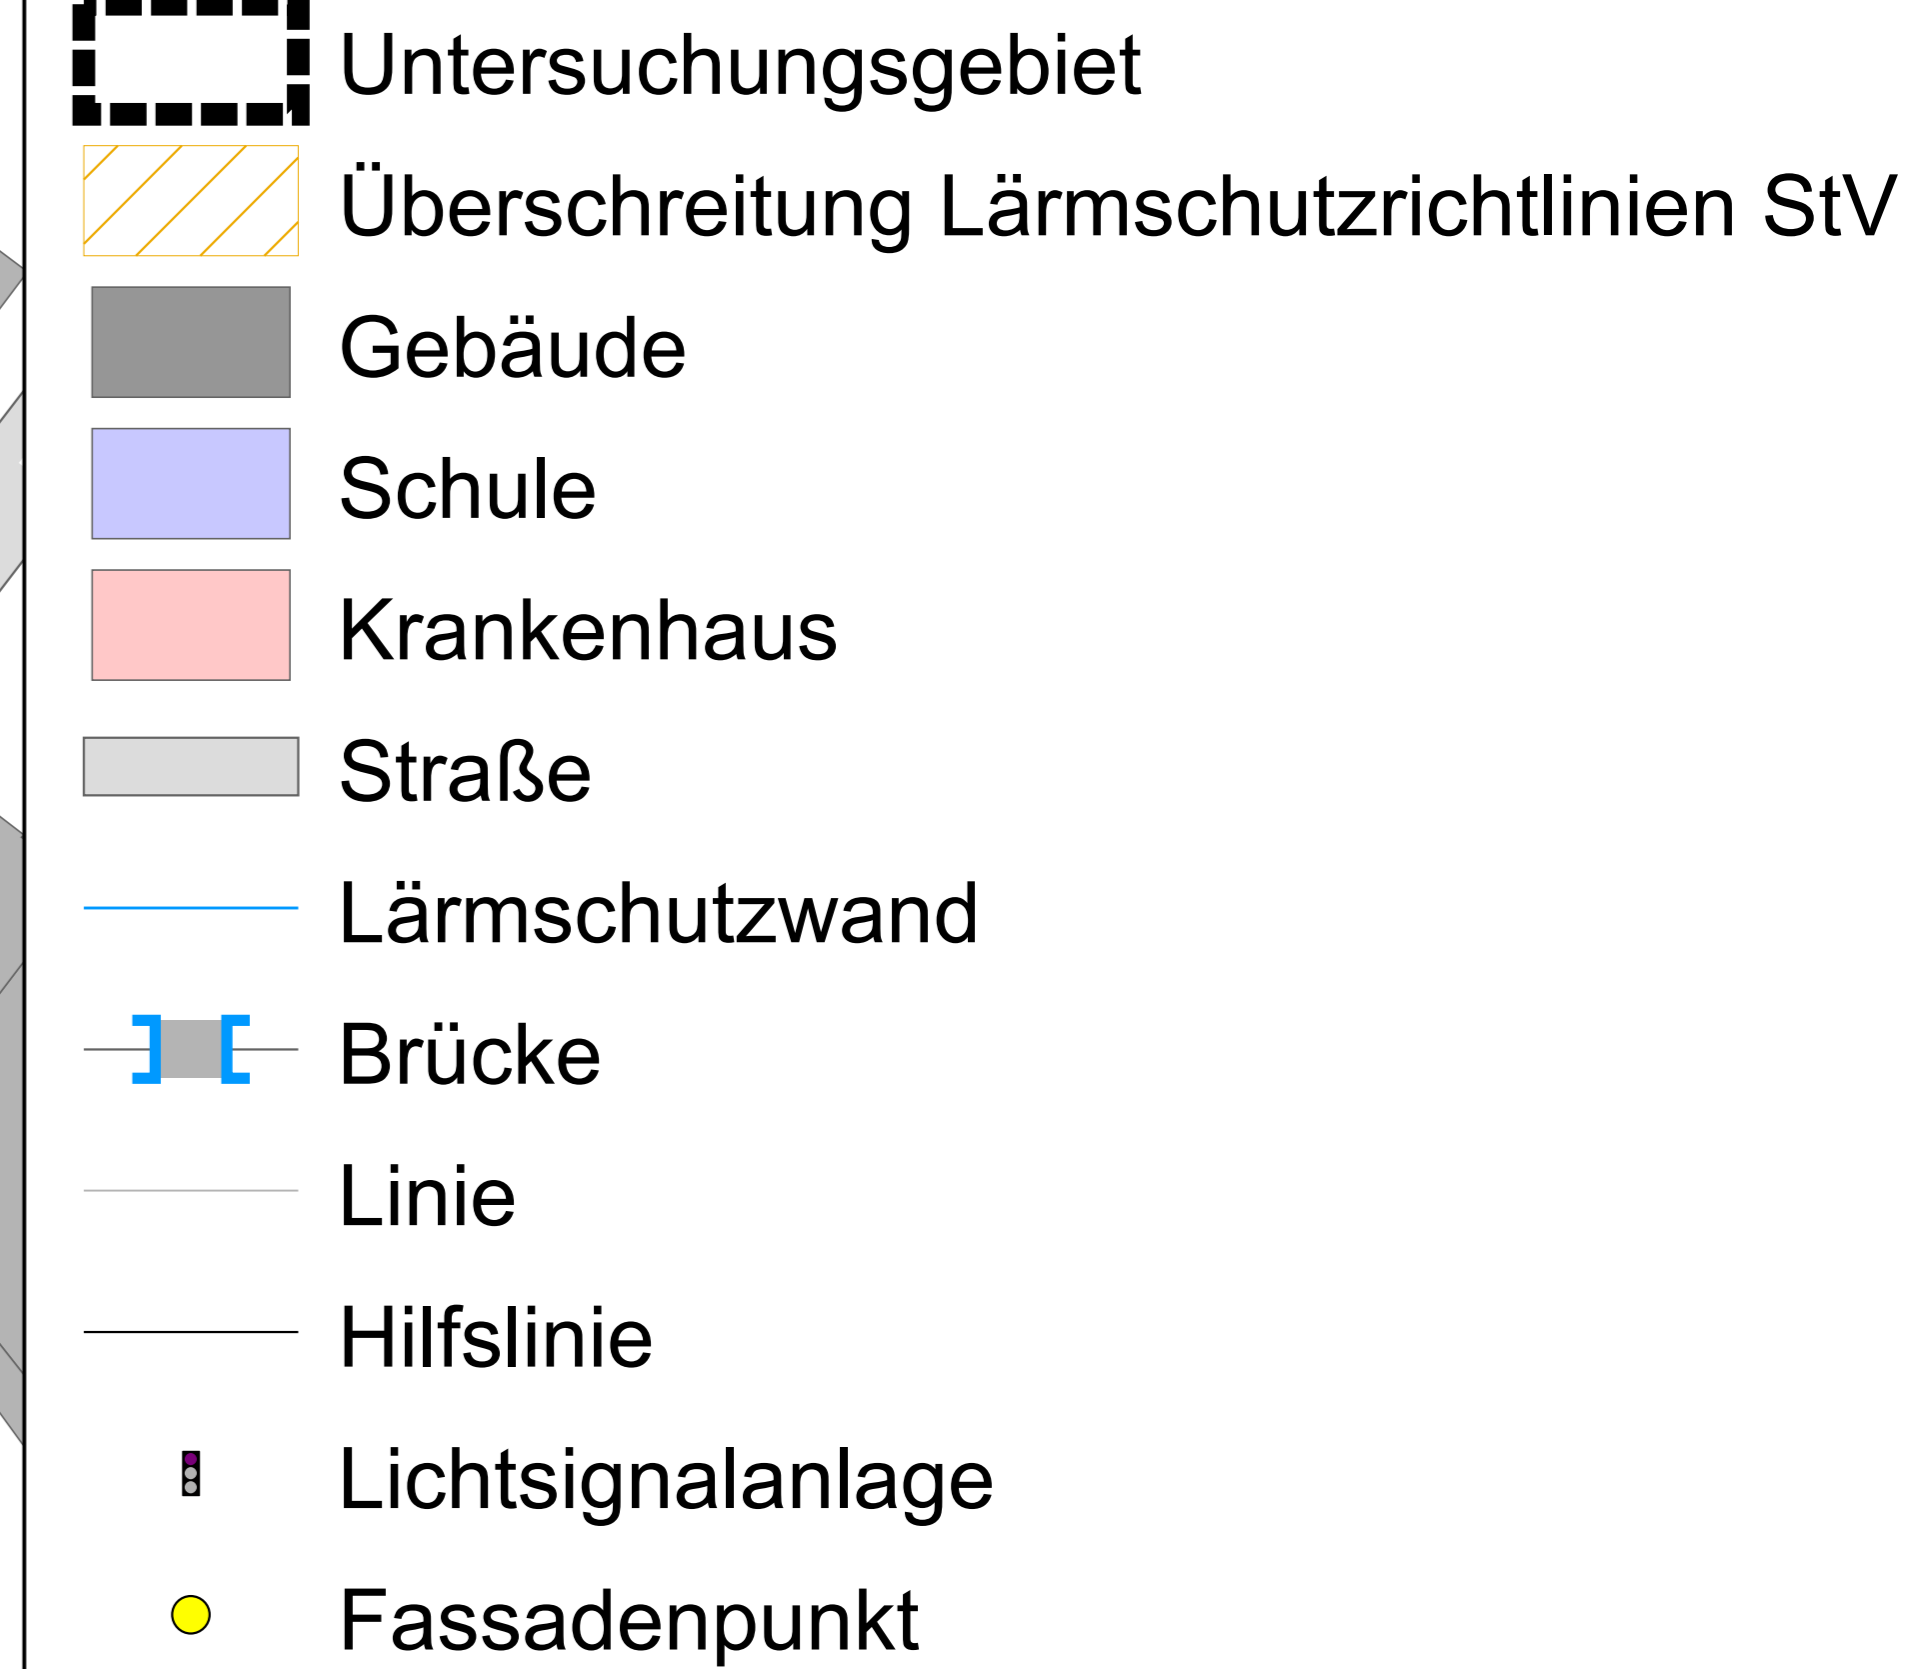 Untersuchungsgebiet
Überschreitung Lärmschutzrichtlinien StV
Gebäude
Schule
Krankenhaus
Straße
Lärmschutzwand
Brücke
Linie
Hilfslinie
Lichtsignalanlage
Fassadenpunkt